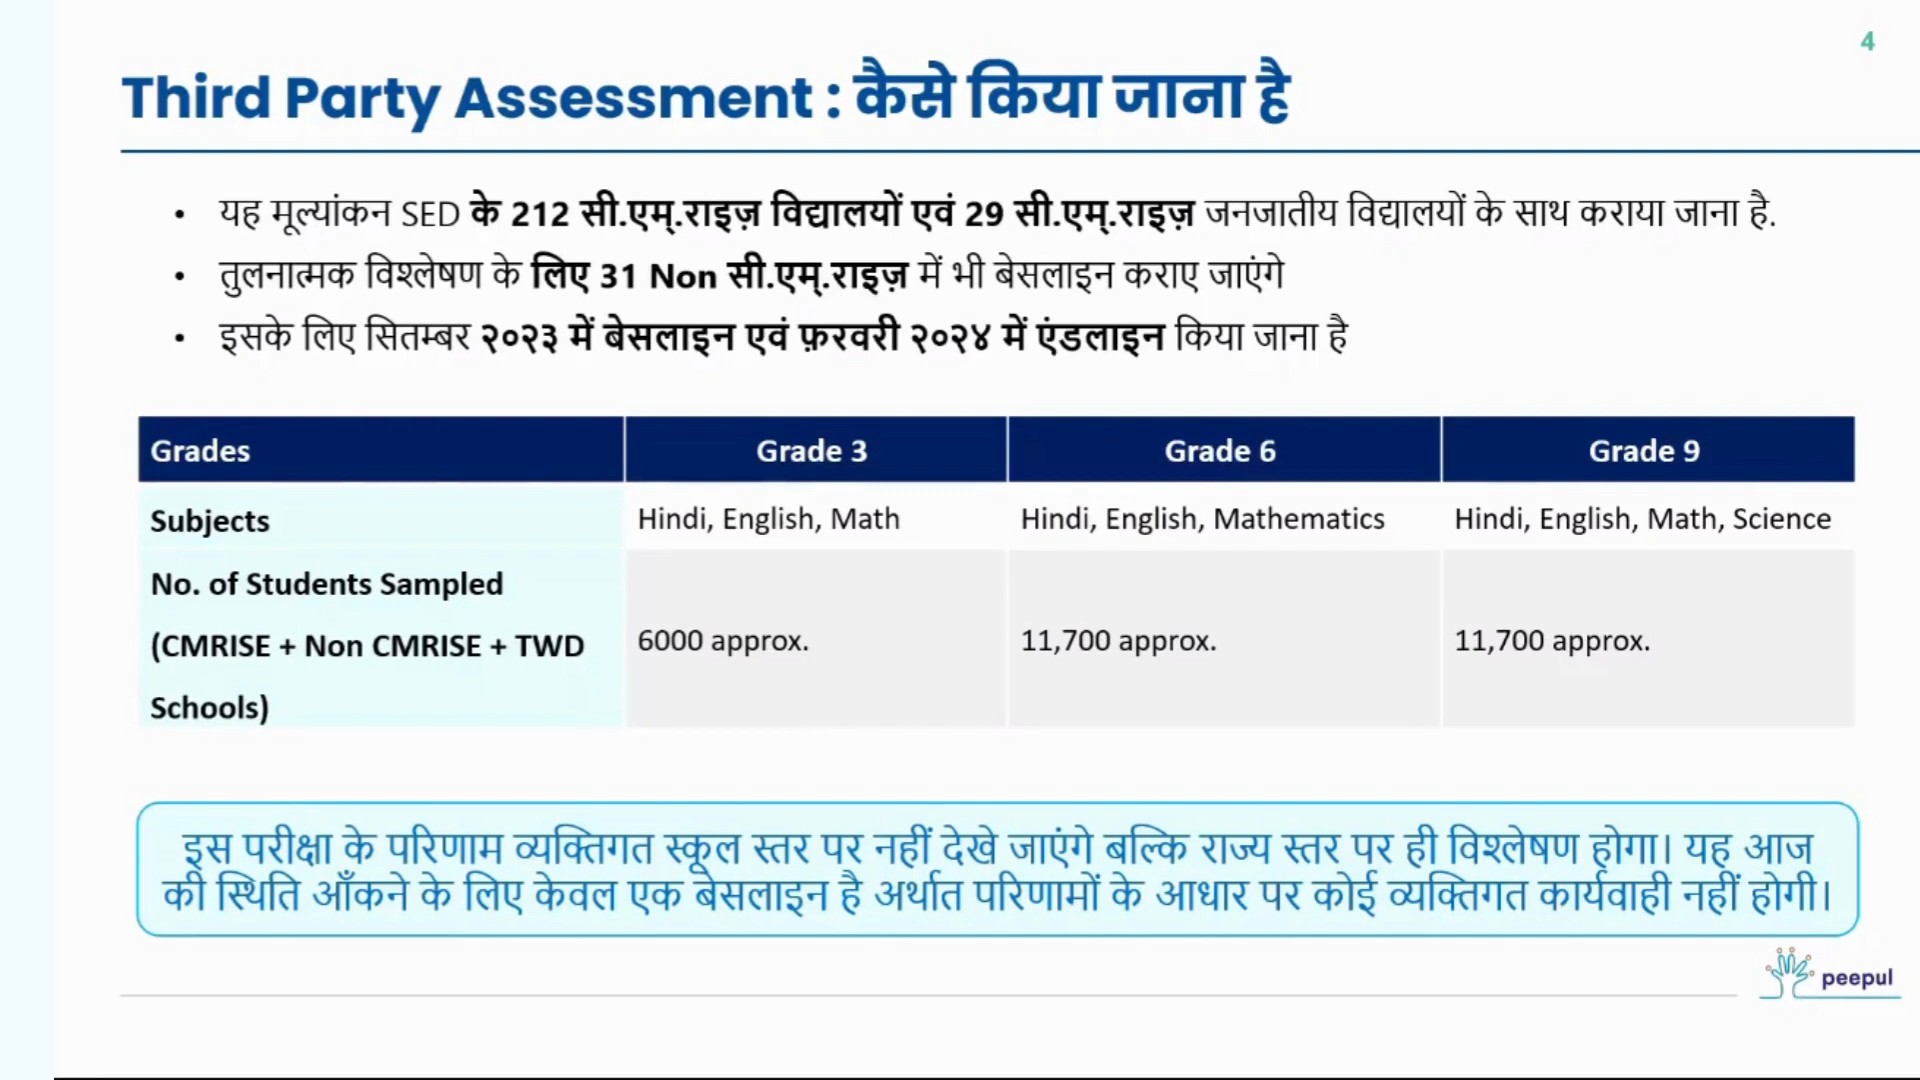 4
Third Party Assessment : कैसे किया जाना है
• यह मूल्यांकन SED के 212 सी.एम्.राइज़ विद्यालयों एवं 29 सी.एम्.राइज़ जनजातीय विद्यालयों के साथ कराया जाना है.
• तुलनात्मक विश्लेषण के लिए 31 Non सी.एम्.राइज़ में भी बेसलाइन कराए जाएंगे
• इसके लिए सितम्बर २०२३ में बेसलाइन एवं फ़रवरी २०२४ में एंडलाइन किया जाना है
Grades Grade 3 Grade 6 Grade 9
Subjects Hindi, English, Math Hindi, English, Mathematics Hindi, English, Math, Science
No. of Students Sampled
(CMRISE + Non CMRISE + TWD
Schools)
6000 approx. 11,700 approx. 11,700 approx.
इस परीक्षा के परिणाम व्यक्तिगत स्कूल स्तर पर नहीं देखे जाएंगे बल्कि राज्य स्तर पर ही विश्लेषण होगा। यह आज
की स्थिति आँकने के लिए केवल एक बेसलाइन है अर्थात परिणामों के आधार पर कोई व्यक्तिगत कार्यवाही नहीं होगी।
peepul